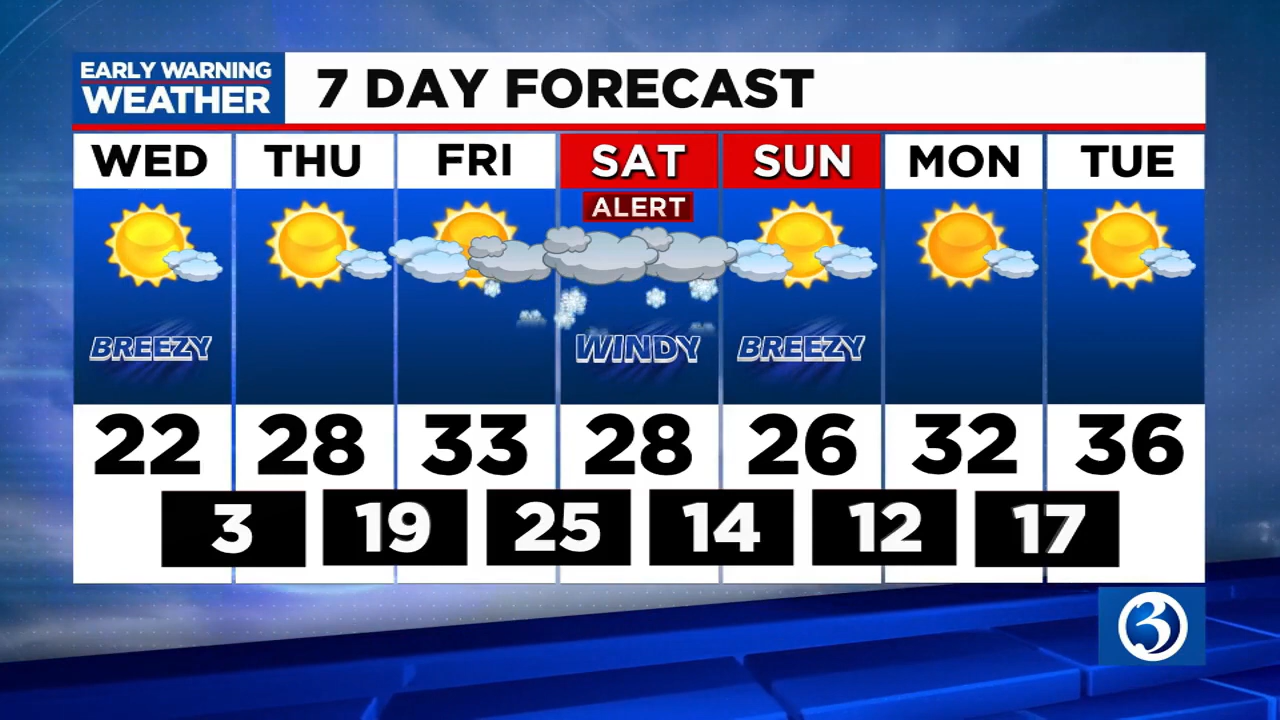 EARLY WARNING
WEATHER
7 DAY FORECAST
WED THU FRI SAT SUN MON TUE
ALERT
BREEZY WINDY BREEZY
22 28 33 28 26 32 36
3 19 25 14 12 17
3